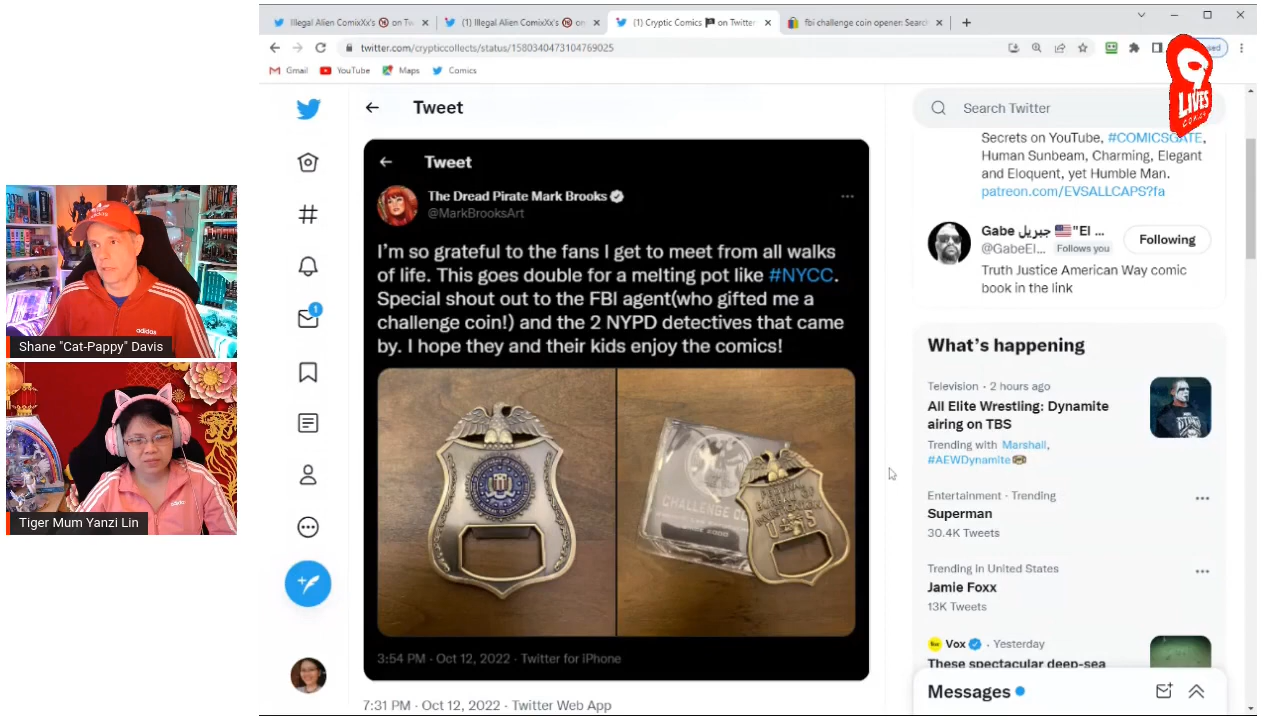 Illegal Alien ComixXx's 🔞 on Tw
(1) Illegal Alien ComixXx's 🔞 on
(1) Cryptic Comics 🏴 on Twitter
fbi challenge coin opener: Search
twitter.com/crypticcollects/status/1580340473104769025
Gmail
YouTube
Maps
Comics
Tweet
Search Twitter
9
LIVES
COMICS
Secrets on YouTube, #COMICSGATE,
Human Sunbeam, Charming, Elegant
and Eloquent, yet Humble Man.
patreon.com/EVSALLCAPS?fa
Gabe جبريل 🇺🇸"El ...
@GabeEl... Follows you
Following
Truth Justice American Way comic
book in the link
Tweet
The Dread Pirate Mark Brooks
@MarkBrooksArt
I'm so grateful to the fans I get to meet from all walks
of life. This goes double for a melting pot like #NYCC.
Special shout out to the FBI agent(who gifted me a
challenge coin!) and the 2 NYPD detectives that came
by. I hope they and their kids enjoy the comics!
CHALLENGE
3:54 PM · Oct 12, 2022 · Twitter for iPhone
7:31 PM · Oct 12, 2022 · Twitter Web App
1
What's happening
Television · 2 hours ago
All Elite Wrestling: Dynamite
airing on TBS
Trending with Marshall,
#AEWDynamite
Entertainment · Trending
Superman
30.4K Tweets
Trending in United States
Jamie Foxx
13K Tweets
Vox · Yesterday
These spectacular deep-sea
Messages
adidas
Shane "Cat-Pappy" Davis
Tiger Mum Yanzi Lin